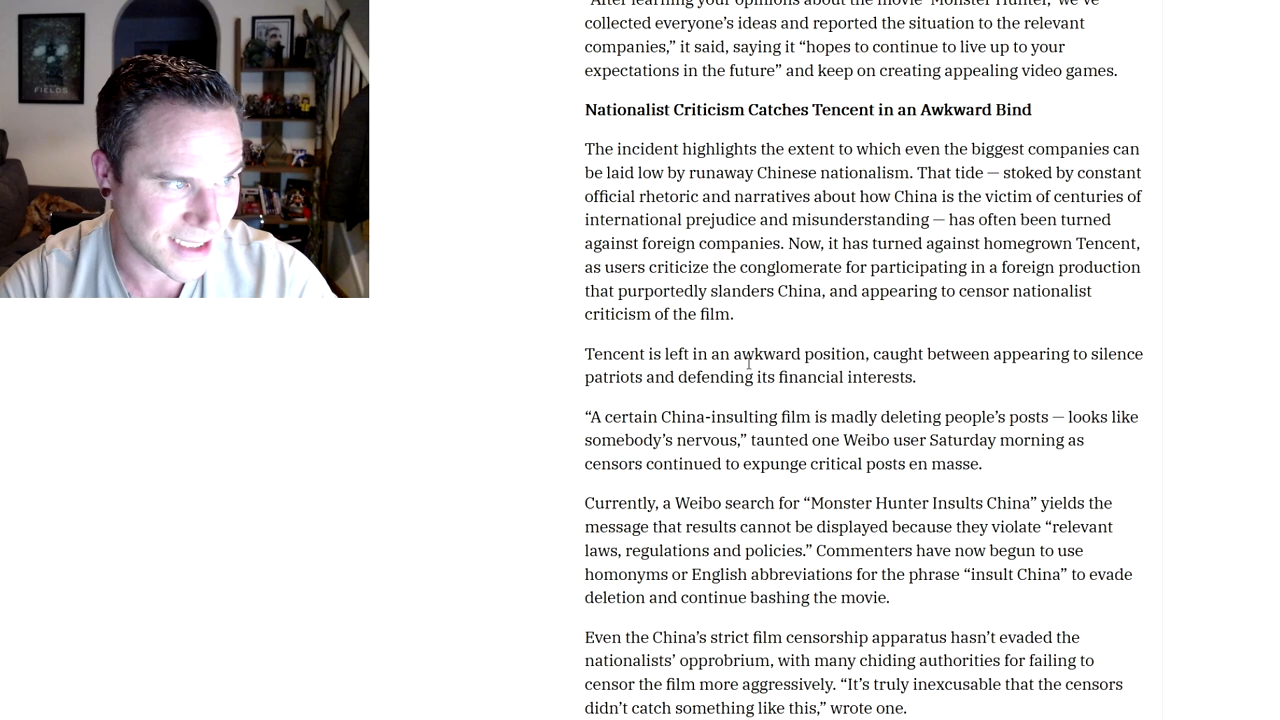 FIELDS
“After learning your opinions about the movie ‘Monster Hunter,’ we’ve
collected everyone’s ideas and reported the situation to the relevant
companies,” it said, saying it “hopes to continue to live up to your
expectations in the future” and keep on creating appealing video games.
Nationalist Criticism Catches Tencent in an Awkward Bind
The incident highlights the extent to which even the biggest companies can
be laid low by runaway Chinese nationalism. That tide — stoked by constant
official rhetoric and narratives about how China is the victim of centuries of
international prejudice and misunderstanding — has often been turned
against foreign companies. Now, it has turned against homegrown Tencent,
as users criticize the conglomerate for participating in a foreign production
that purportedly slanders China, and appearing to censor nationalist
criticism of the film.
Tencent is left in an awkward position, caught between appearing to silence
patriots and defending its financial interests.
“A certain China-insulting film is madly deleting people’s posts — looks like
somebody’s nervous,” taunted one Weibo user Saturday morning as
censors continued to expunge critical posts en masse.
Currently, a Weibo search for “Monster Hunter Insults China” yields the
message that results cannot be displayed because they violate “relevant
laws, regulations and policies.” Commenters have now begun to use
homonyms or English abbreviations for the phrase “insult China” to evade
deletion and continue bashing the movie.
Even the China’s strict film censorship apparatus hasn’t evaded the
nationalists’ opprobrium, with many chiding authorities for failing to
censor the film more aggressively. “It’s truly inexcusable that the censors
didn’t catch something like this,” wrote one.